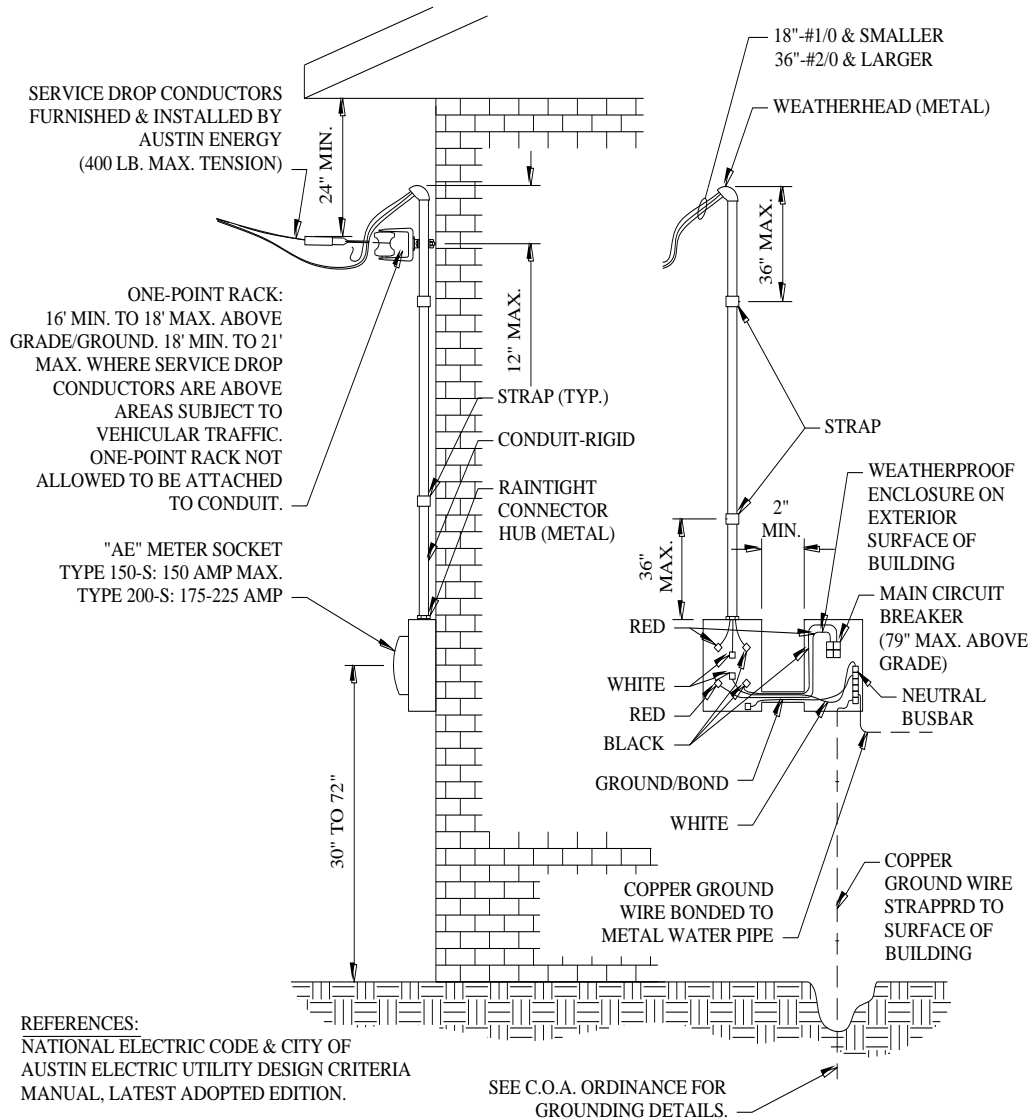 18"-#1/0 & SMALLER
36"-#2/0 & LARGER
SERVICE DROP CONDUCTORS
FURNISHED & INSTALLED BY
AUSTIN ENERGY
(400 LB. MAX. TENSION)
24" MIN.
WEATHERHEAD (METAL)
36" MAX.
12" MAX.
ONE-POINT RACK:
16' MIN. TO 18' MAX. ABOVE
GRADE/GROUND. 18' MIN. TO 21'
MAX. WHERE SERVICE DROP
CONDUCTORS ARE ABOVE
AREAS SUBJECT TO
VEHICULAR TRAFFIC.
ONE-POINT RACK NOT
ALLOWED TO BE ATTACHED
TO CONDUIT.
STRAP (TYP.)
CONDUIT-RIGID
RAINTIGHT
CONNECTOR
HUB (METAL)
STRAP
WEATHERPROOF
ENCLOSURE ON
EXTERIOR
SURFACE OF
BUILDING
2"
MIN.
36"
MAX.
"AE" METER SOCKET
TYPE 150-S: 150 AMP MAX.
TYPE 200-S: 175-225 AMP
MAIN CIRCUIT
BREAKER
(79" MAX. ABOVE
GRADE)
RED
WHITE
RED
BLACK
NEUTRAL
BUSBAR
GROUND/BOND
WHITE
30" TO 72"
COPPER GROUND
WIRE BONDED TO
METAL WATER PIPE
COPPER
GROUND WIRE
STRAPPRD TO
SURFACE OF
BUILDING
REFERENCES:
NATIONAL ELECTRIC CODE & CITY OF
AUSTIN ELECTRIC UTILITY DESIGN CRITERIA
MANUAL, LATEST ADOPTED EDITION.
SEE C.O.A. ORDINANCE FOR
GROUNDING DETAILS.